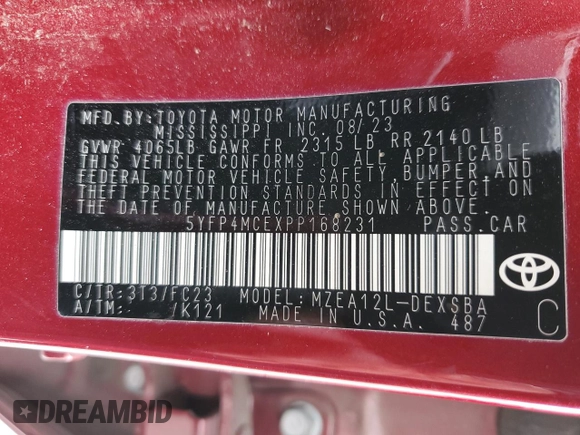 MFD.BY:TOYOTA MOTOR MANUFACTURING
MISSISSIPPI INC. 08/23
GVWR 4065LB GAWR FR 2315 LB RR 2140LB
THIS VEHICLE CONFORMS TO ALL APPLICABLE
FEDERAL MOTOR VEHICLE SAFETY,BUMPER,AND
THEFT PREVENTION STANDARDS IN EFFECT ON
THE DATE OF MANUFACTURE SHOWN ABOVE.
5YFP4MCEXPP168231 PASS.CAR
C/TR:3T3/FC23 MODEL:MZEA12L-DEXSBA
A/TM: /K121 MADE IN U.S.A. 487
C
TOYOTA
DREAMBID